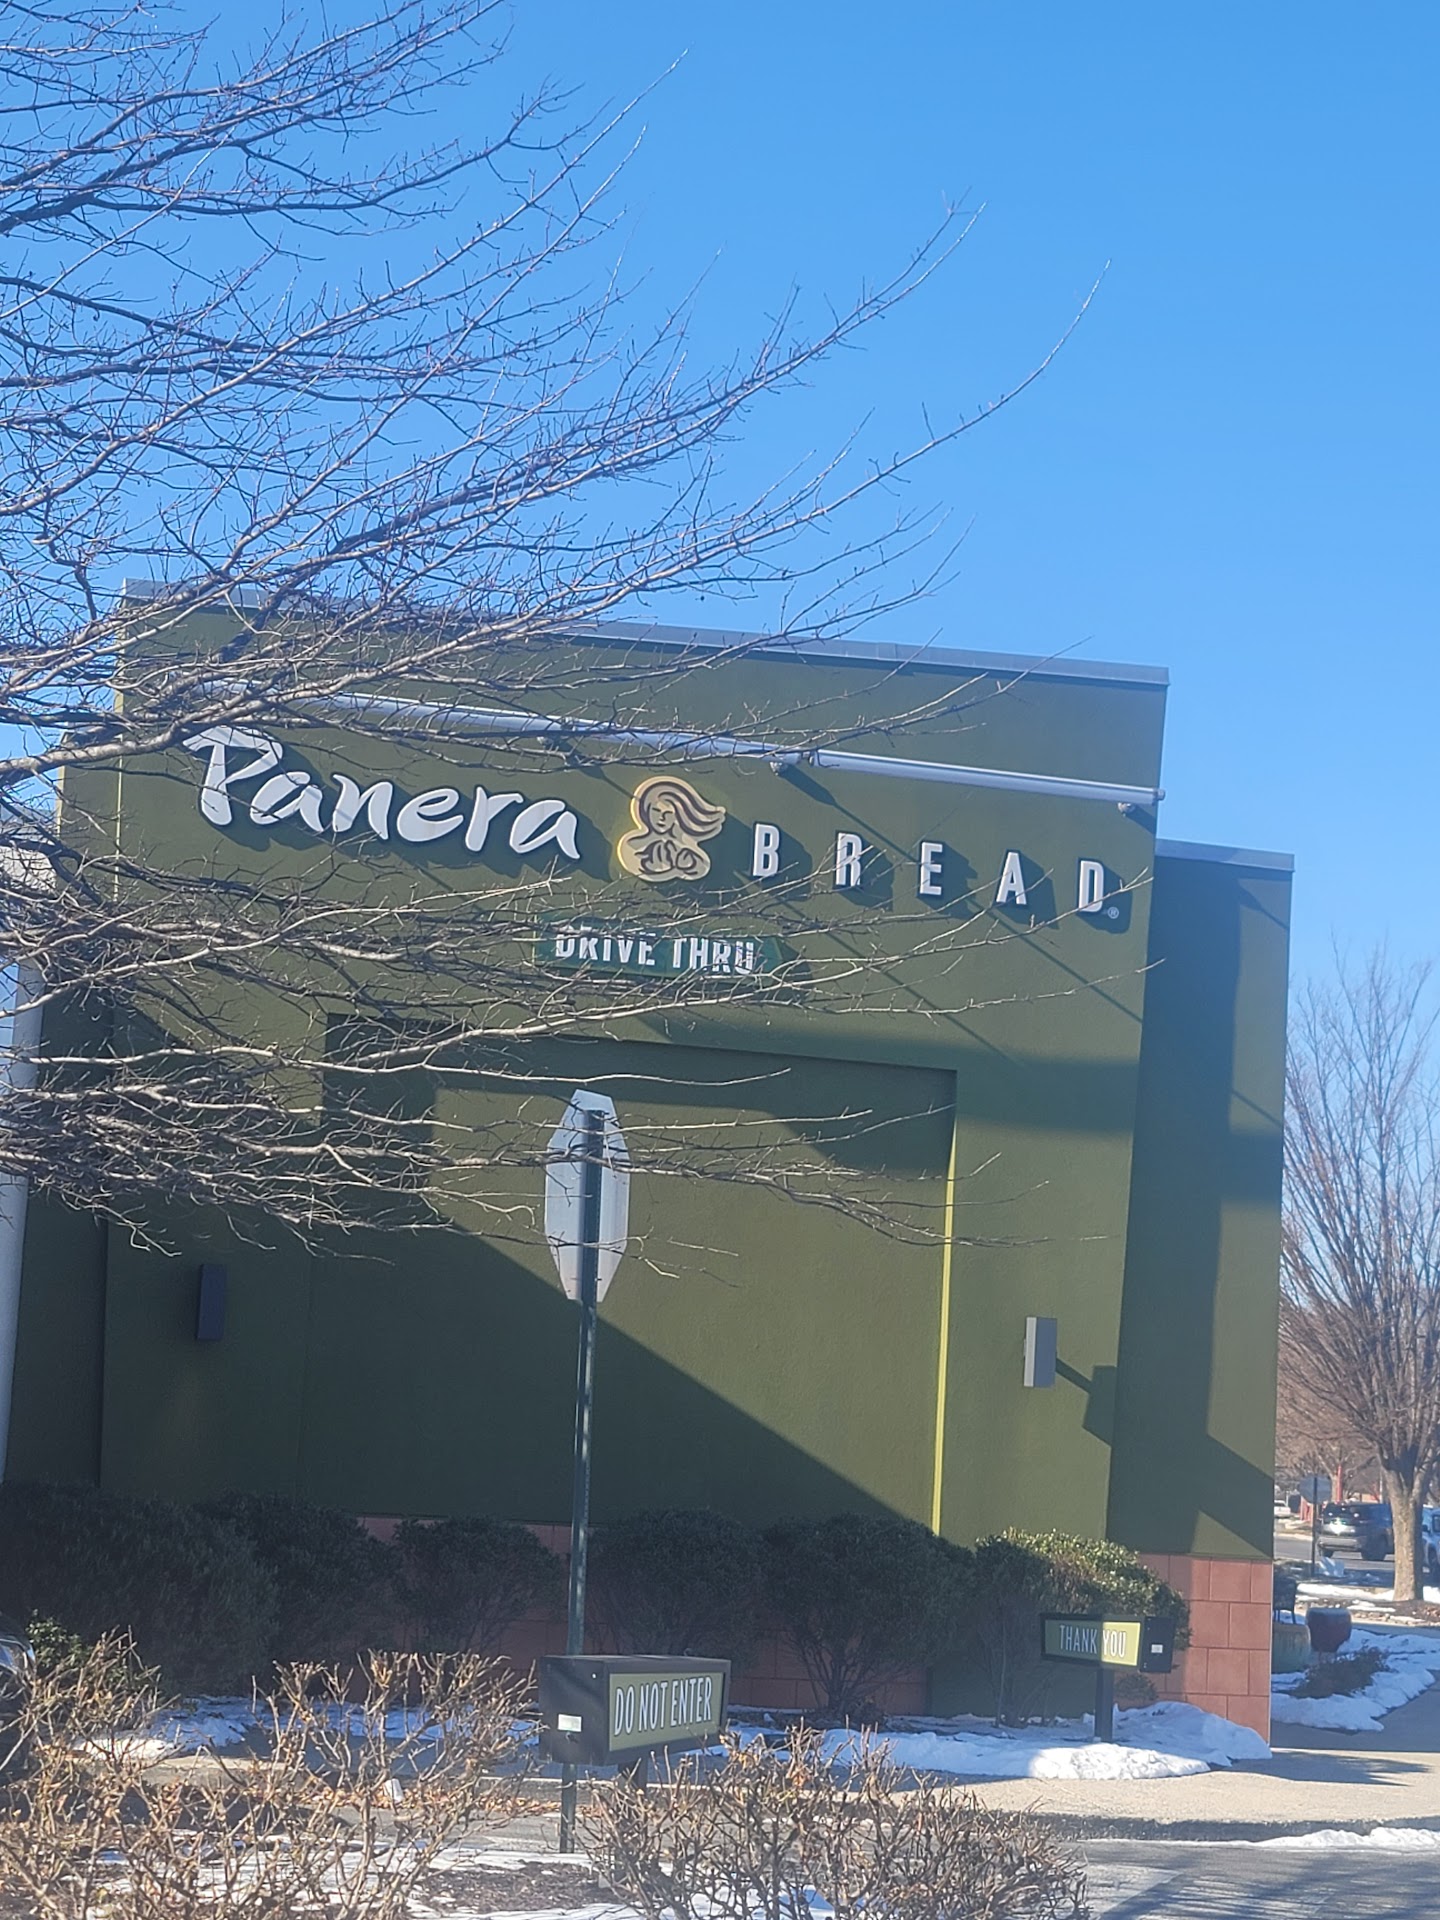 Panera BREAD®
DRIVE THRU
THANK YOU
DO NOT ENTER